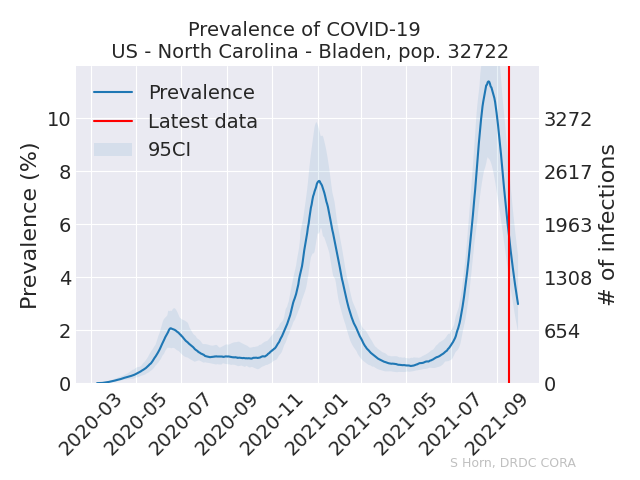 Prevalence of COVID-19
US - North Carolina - Bladen, pop. 32722
Prevalence
Latest data
95CI
Prevalence (%)
10
8
6
4
2
0
3272
2617
1963
1308
654
0
# of infections
2020-03
2020-05
2020-07
2020-09
2020-11
2021-01
2021-03
2021-05
2021-07
2021-09
S Horn, DRDC CORA